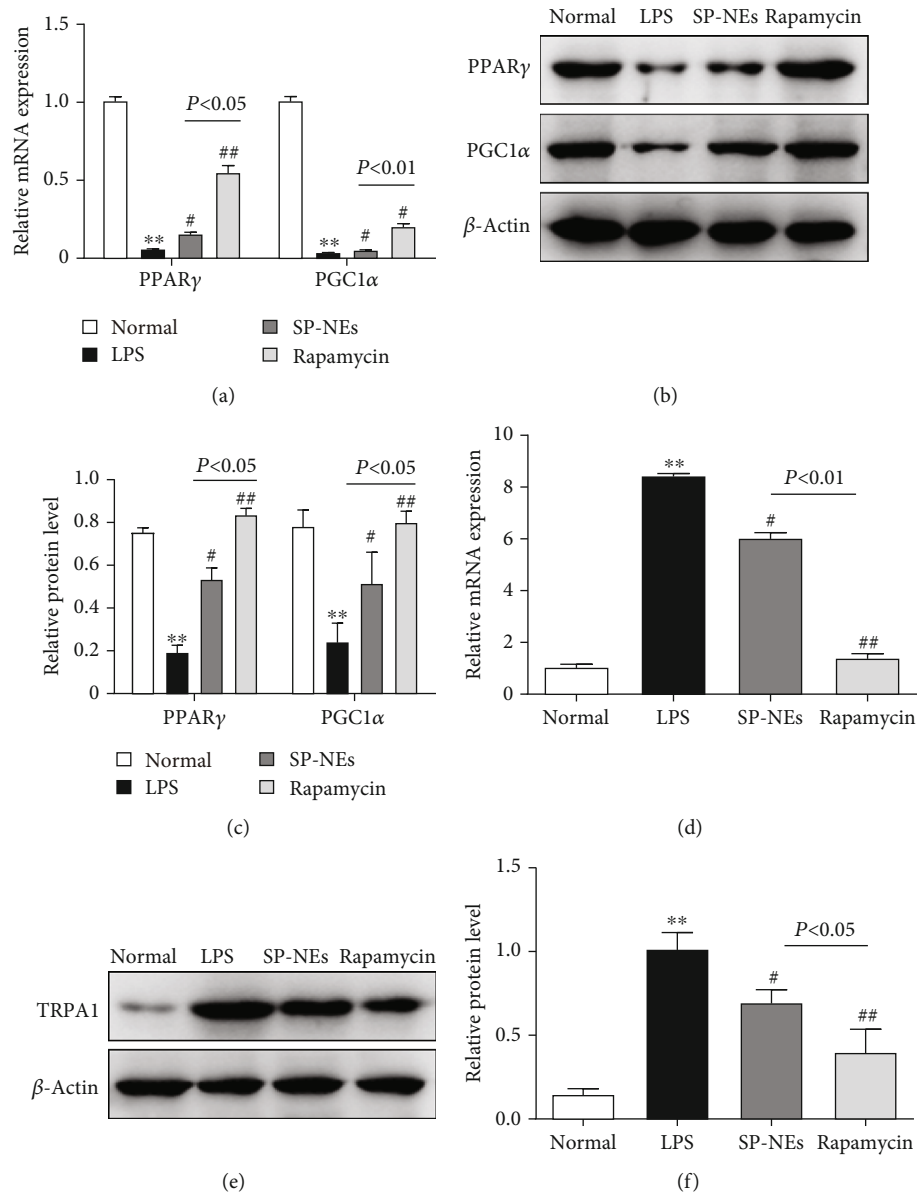 1.5
1.0
0.5
0
Relative mRNA expression
P<0.05
P<0.01
**
#
##
**
#
#
PPARγ
PGC1α
Normal
LPS
SP-NEs
Rapamycin
(a)
Normal LPS SP-NEs Rapamycin
PPARγ
PGC1α
β-Actin
(b)
1.0
0.8
0.6
0.4
0.2
0
Relative protein level
P<0.05
P<0.05
**
#
##
**
#
##
PPARγ
PGC1α
Normal
LPS
SP-NEs
Rapamycin
(c)
10
8
6
4
2
0
Relative mRNA expression
**
P<0.01
#
##
Normal LPS SP-NEs Rapamycin
(d)
Normal LPS SP-NEs Rapamycin
TRPA1
β-Actin
(e)
1.5
1.0
0.5
0.0
Relative protein level
**
P<0.05
#
##
Normal LPS SP-NEs Rapamycin
(f)